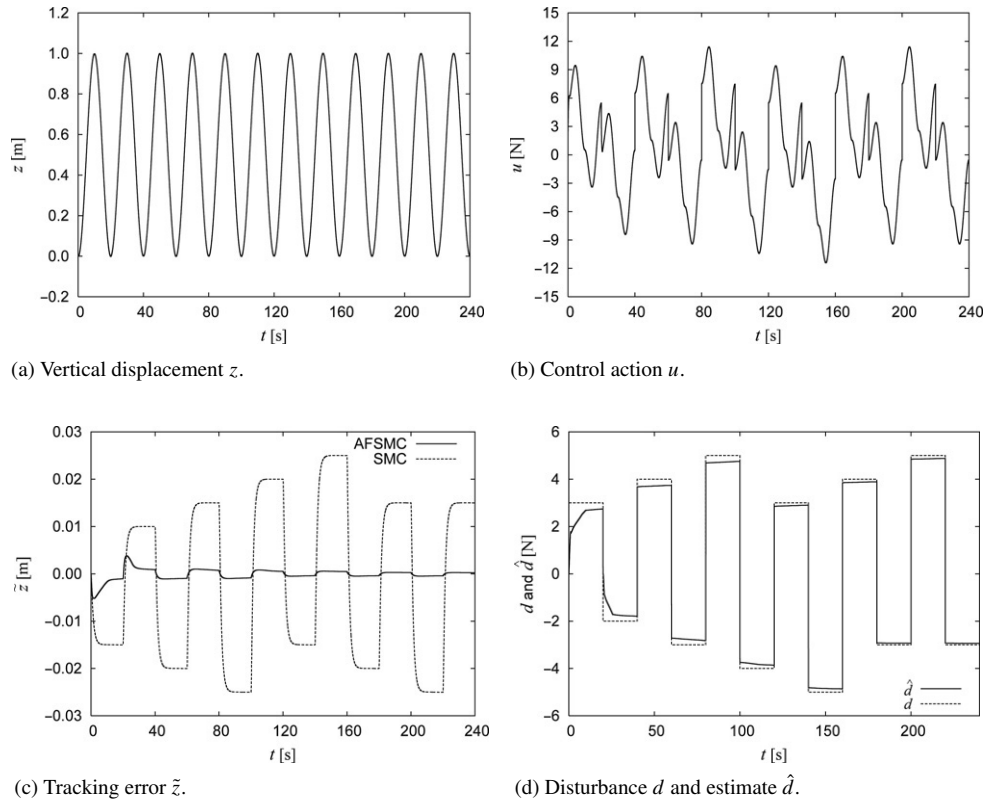 1.2
1.0
0.8
0.6
0.4
0.2
0.0
−0.2
z [m]
0 40 80 120 160 200 240
t [s]
(a) Vertical displacement z.
15
12
9
6
3
0
−3
−6
−9
−12
−15
u [N]
0 40 80 120 160 200 240
t [s]
(b) Control action u.
0.03
0.02
0.01
0.00
−0.01
−0.02
−0.03
z̃ [m]
AFSMC
SMC
0 40 80 120 160 200 240
t [s]
(c) Tracking error z̃.
6
4
2
0
−2
−4
−6
d and d̂ [N]
d̂
d
0 50 100 150 200
t [s]
(d) Disturbance d and estimate d̂.